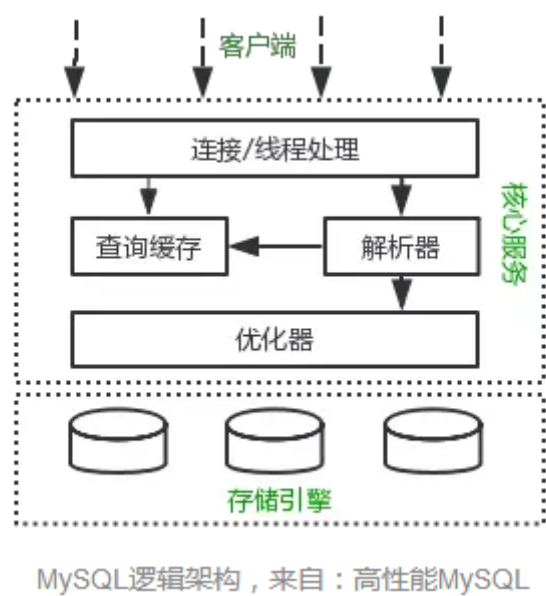 客户端
连接/线程处理
查询缓存
解析器
核心服务
优化器
存储引擎
MySQL逻辑架构，来自：高性能MySQL